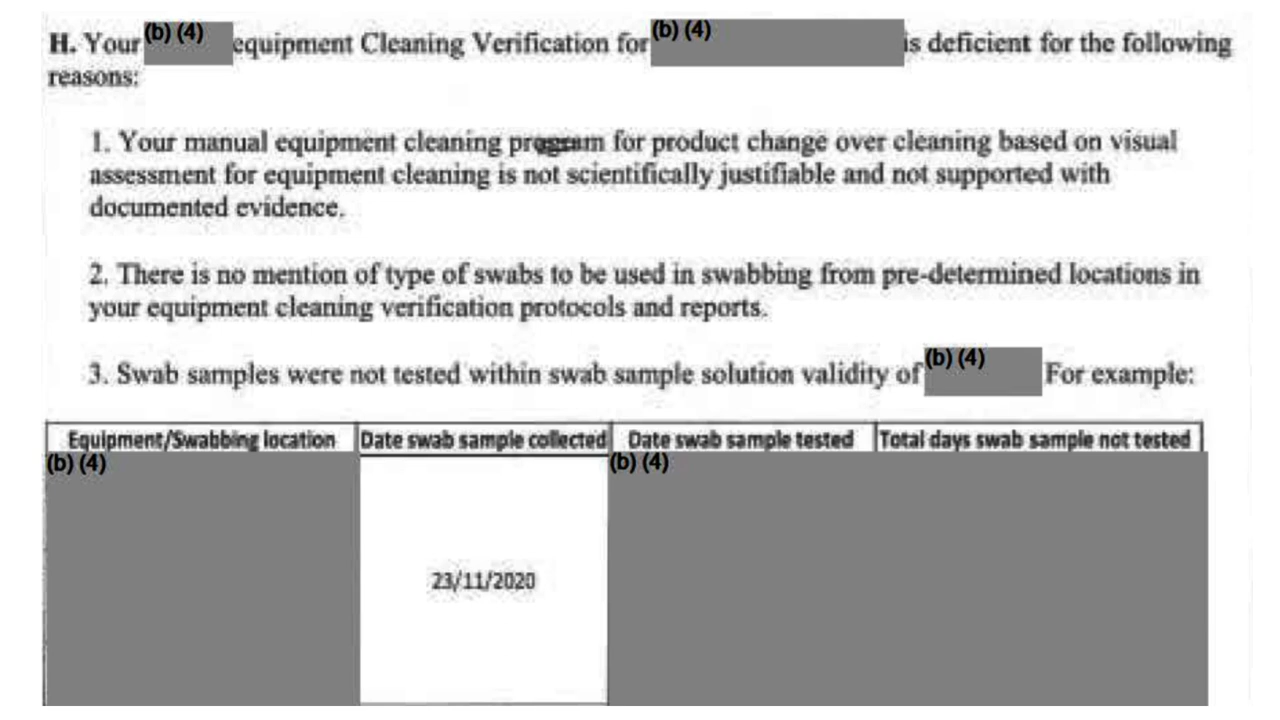 H. Your (b) (4) equipment Cleaning Verification for (b) (4) is deficient for the following
reasons:
1. Your manual equipment cleaning program for product change over cleaning based on visual
assessment for equipment cleaning is not scientifically justifiable and not supported with
documented evidence.
2. There is no mention of type of swabs to be used in swabbing from pre-determined locations in
your equipment cleaning verification protocols and reports.
3. Swab samples were not tested within swab sample solution validity of (b) (4) For example:
Equipment/Swabbing location Date swab sample collected Date swab sample tested Total days swab sample not tested
(b) (4) (b) (4)
23/11/2020